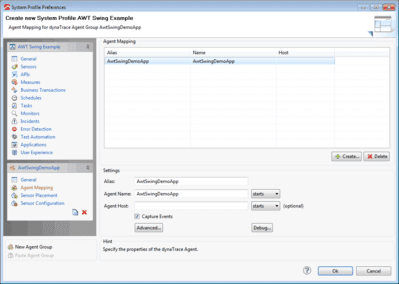 System Profile Preferences
Create new System Profile AWT Swing Example
Agent Mapping for dynaTrace Agent Group AwtSwingDemoApp
AWT Swing Example
General
Sensors
APIs
Measures
Business Transactions
Schedules
Tasks
Monitors
Incidents
Error Detection
Test Automation
Applications
User Experience
AwtSwingDemoApp
General
Agent Mapping
Sensor Placement
Sensor Configuration
New Agent Group
Paste Agent Group
Agent Mapping
Alias Name Host
AwtSwingDemoApp AwtSwingDemoApp
Create... Delete
Settings
Alias: AwtSwingDemoApp
Agent Name: AwtSwingDemoApp starts
Agent Host: starts (optional)
Capture Events
Advanced... Debug...
Hint
Specify the properties of the dynaTrace Agent.
Ok Cancel